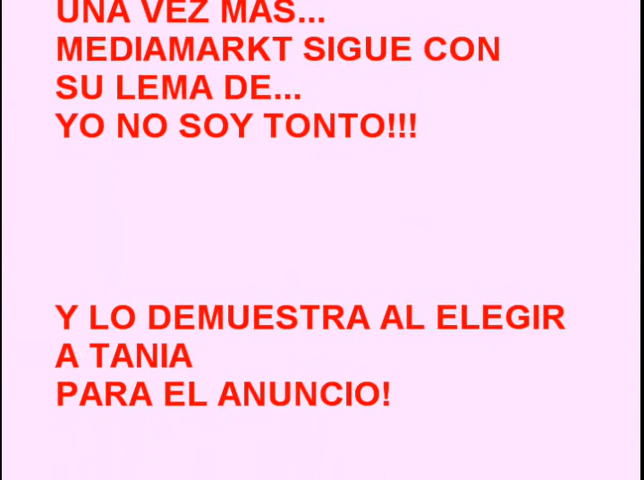 UNA VEZ MAS...
MEDIAMARKT SIGUE CON
SU LEMA DE...
YO NO SOY TONTO!!!
Y LO DEMUESTRA AL ELEGIR
A TANIA
PARA EL ANUNCIO!